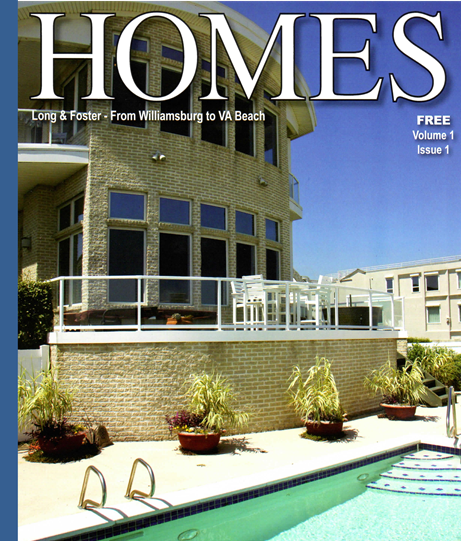 HOMES
Long & Foster - From Williamsburg to VA Beach
FREE
Volume 1
Issue 1